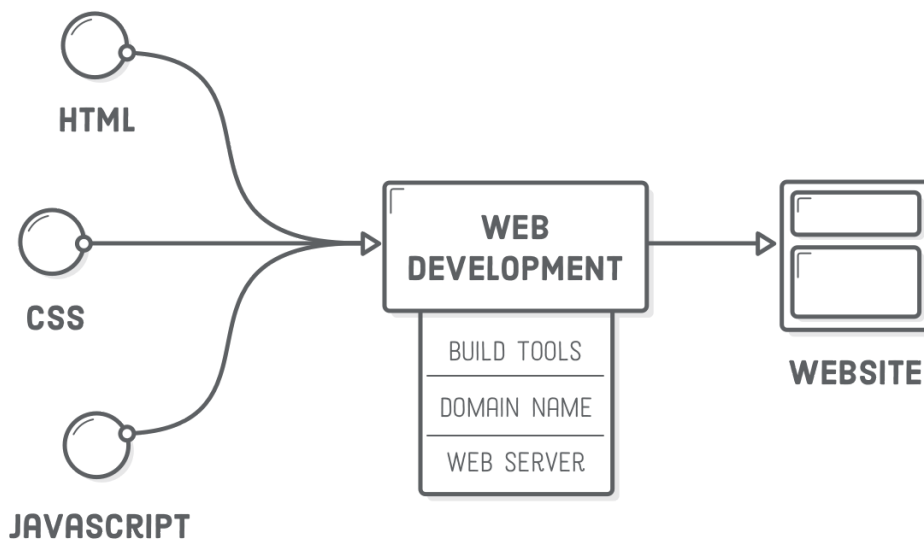 HTML
CSS
JAVASCRIPT
WEB
DEVELOPMENT
BUILD TOOLS
DOMAIN NAME
WEB SERVER
WEBSITE